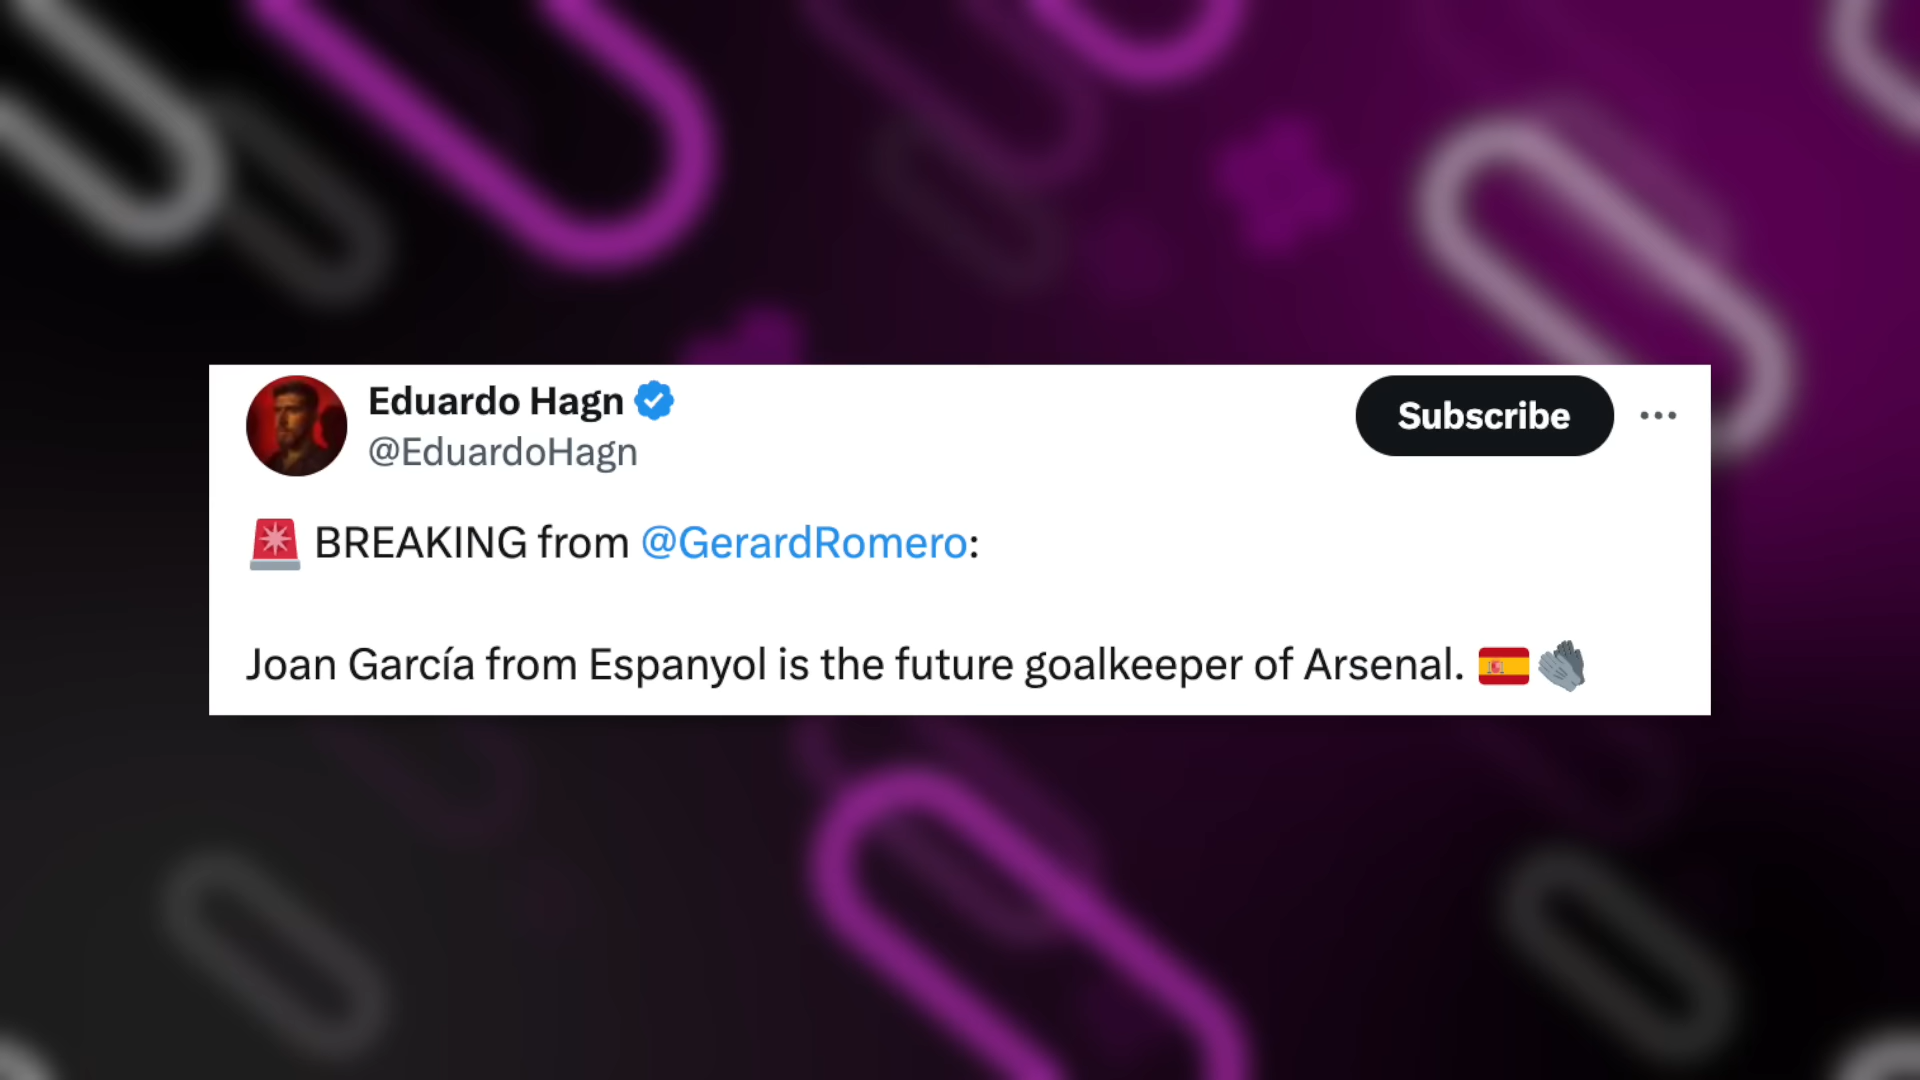 Eduardo Hagn
@EduardoHagn
Subscribe
🚨 BREAKING from @GerardRomero:
Joan García from Espanyol is the future goalkeeper of Arsenal. 🇪🇸🧤